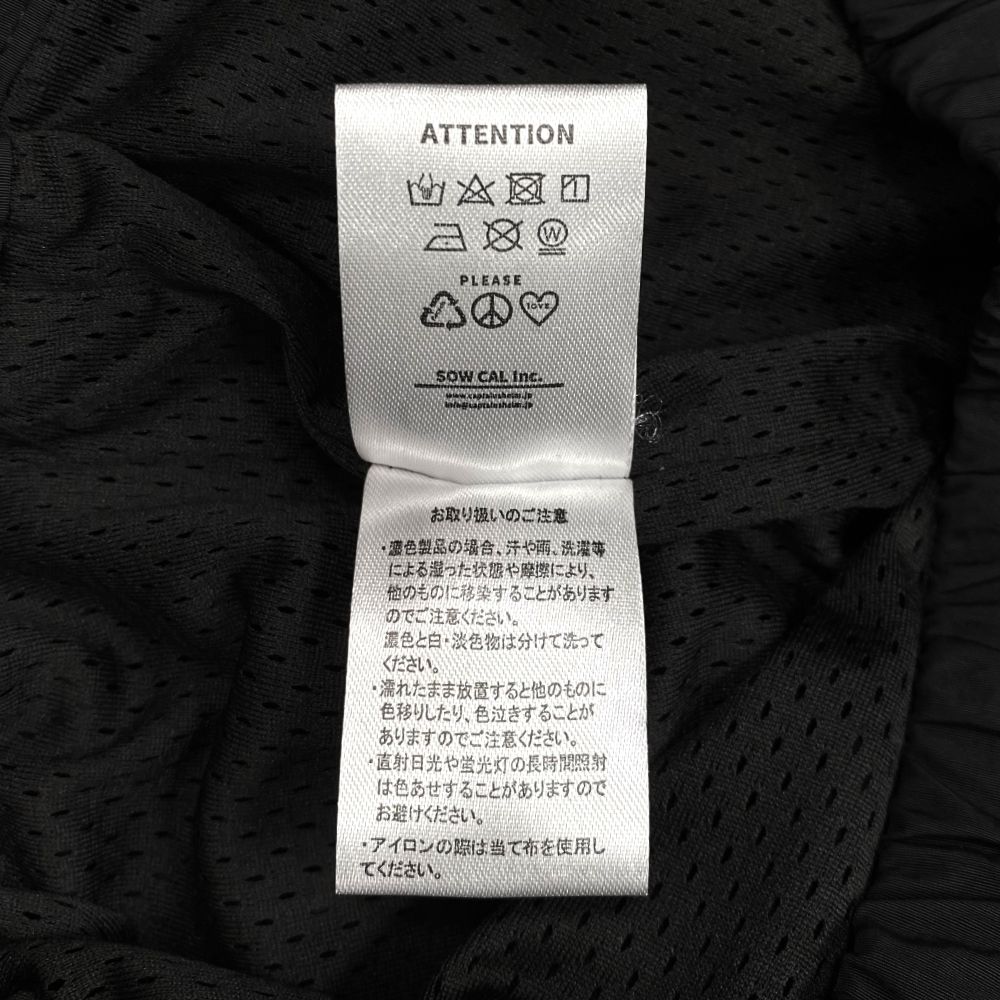 ATTENTION
W
PLEASE
LOVE
SOW CAL Inc.
www.captainshelm.jp
info@captainshelm.jp
お取り扱いのご注意
・濃色製品の場合、汗や雨、洗濯等
による湿った状態や摩擦により、
他のものに移染することがあります
のでご注意ください。
濃色と白・淡色物は分けて洗って
ください。
・濡れたまま放置すると他のものに
色移りしたり、色泣きすることが
ありますのでご注意ください。
・直射日光や蛍光灯の長時間照射
は色あせすることがありますので
お避けください。
・アイロンの際は当て布を使用し
てください。